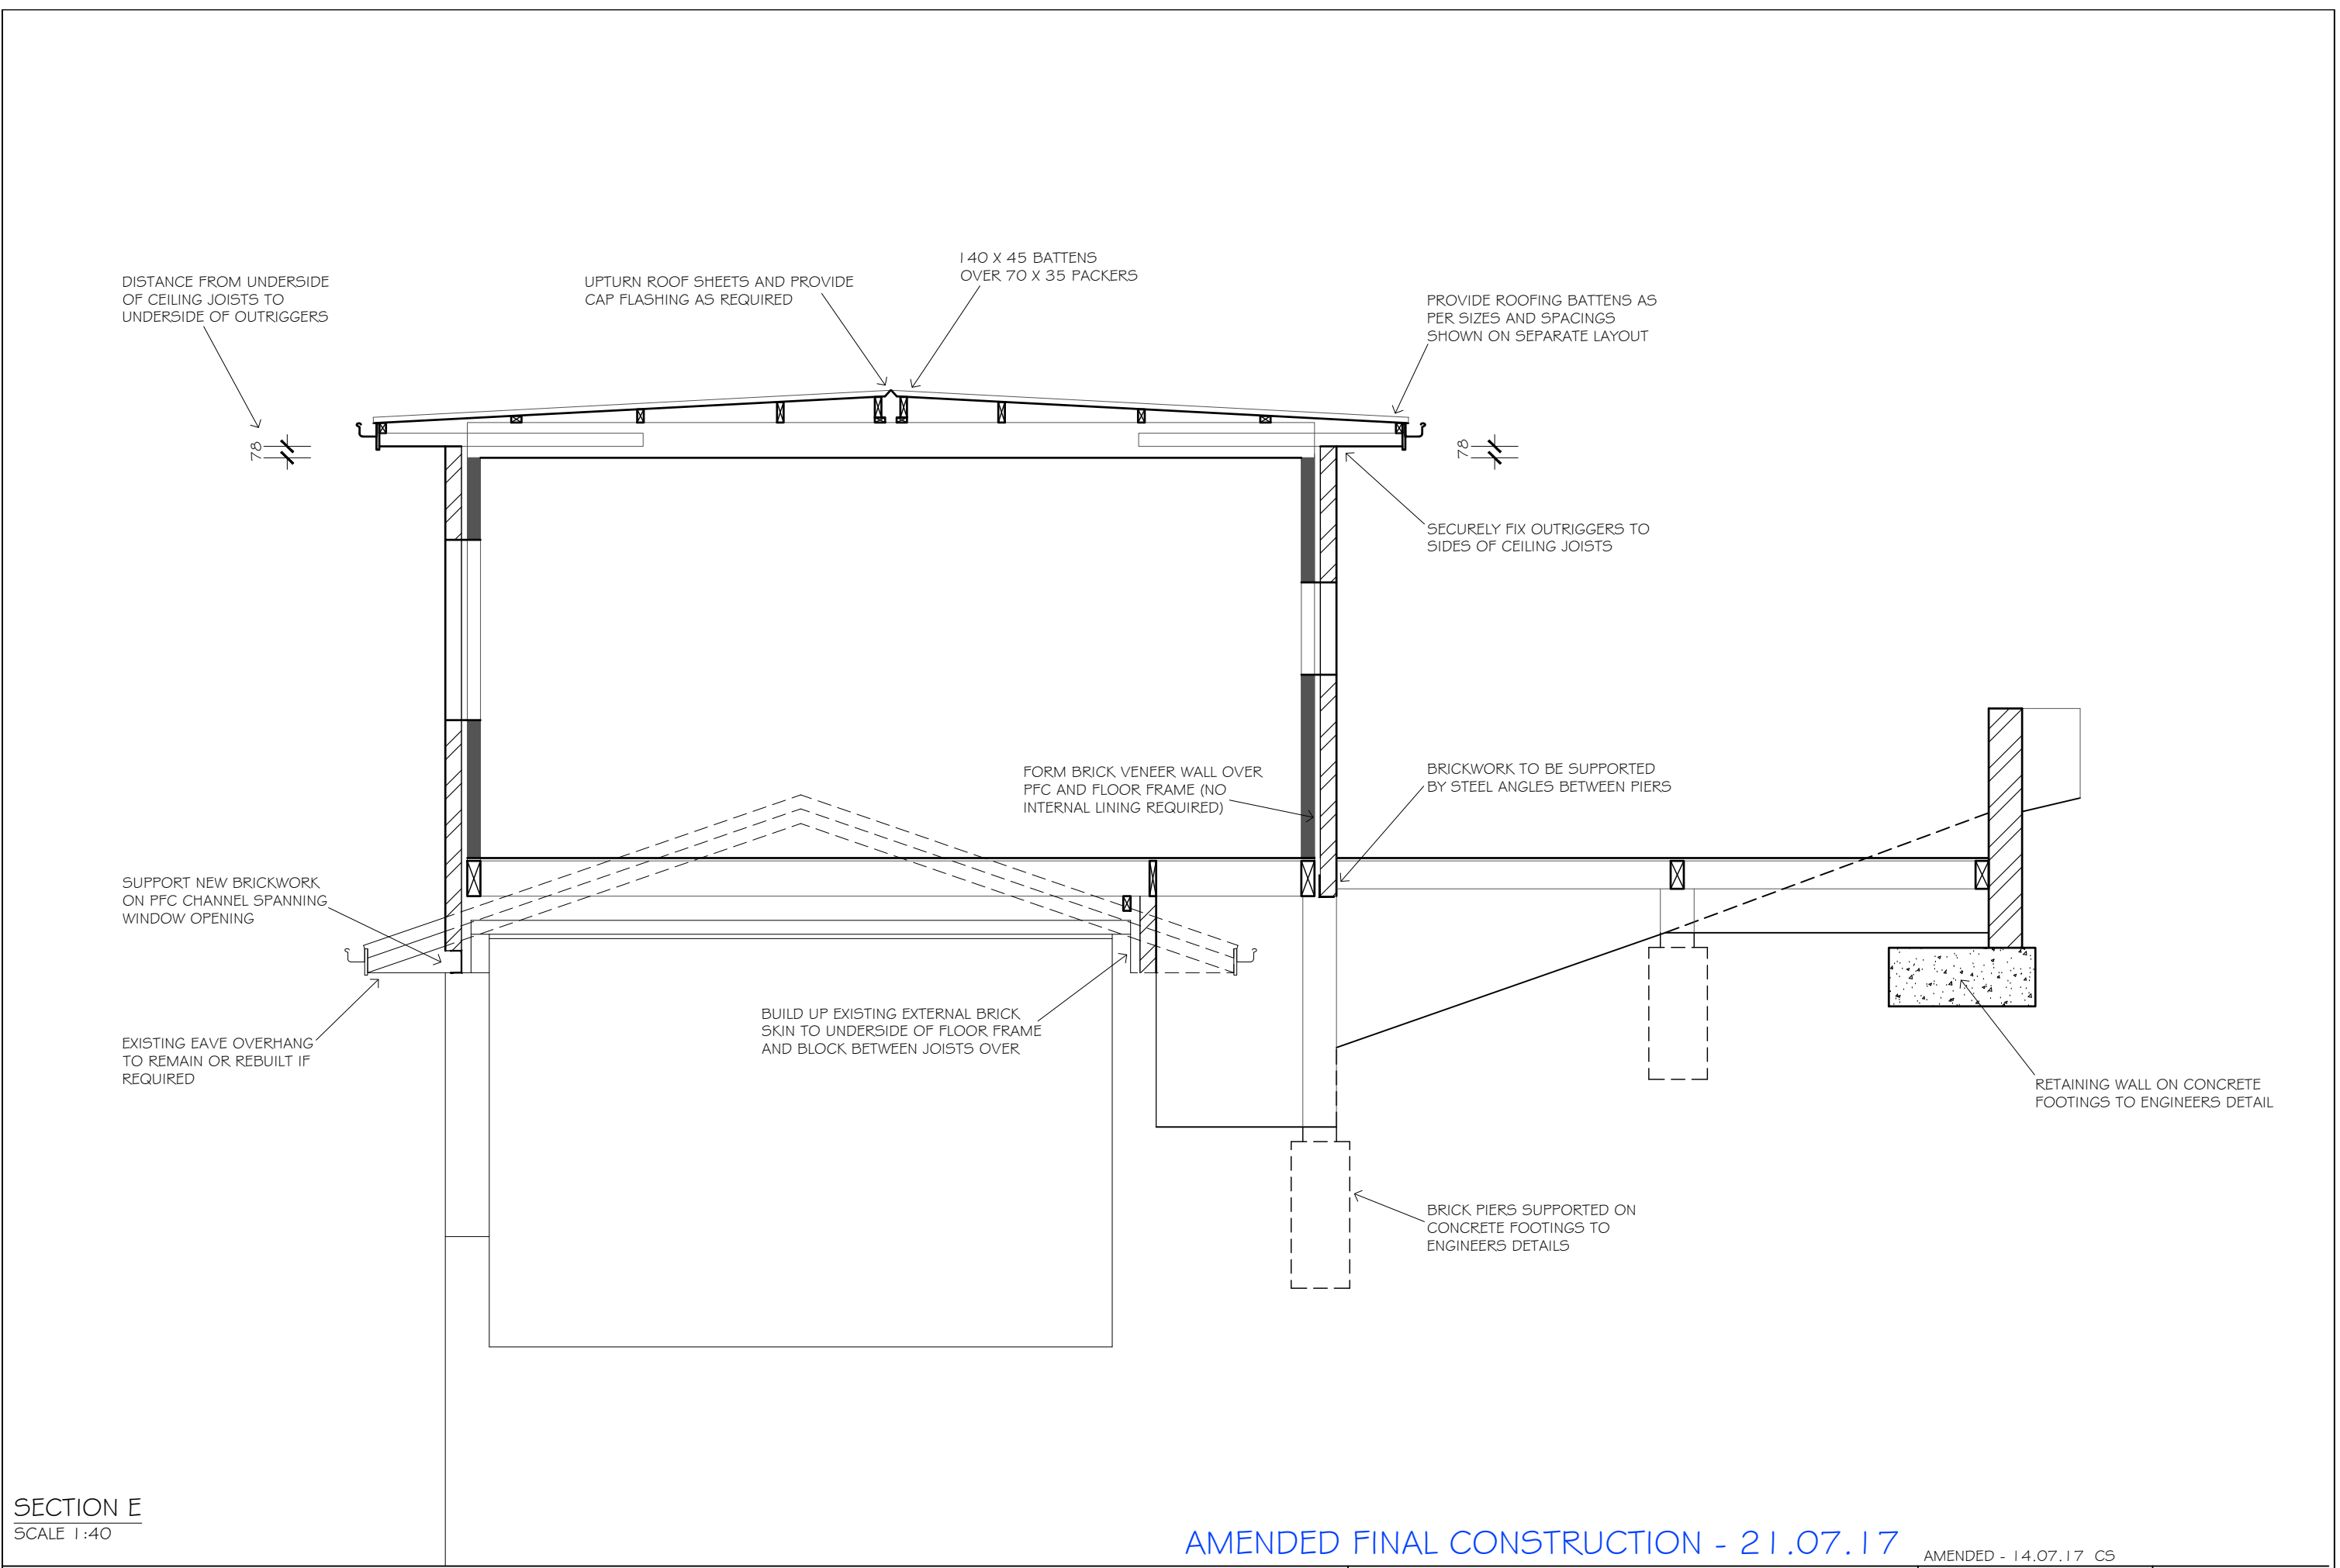 DISTANCE FROM UNDERSIDE
OF CEILING JOISTS TO
UNDERSIDE OF OUTRIGGERS
UPTURN ROOF SHEETS AND PROVIDE
CAP FLASHING AS REQUIRED
140 X 45 BATTENS
OVER 70 X 35 PACKERS
PROVIDE ROOFING BATTENS AS
PER SIZES AND SPACINGS
SHOWN ON SEPARATE LAYOUT
78
78
SECURELY FIX OUTRIGGERS TO
SIDES OF CEILING JOISTS
FORM BRICK VENEER WALL OVER
PFC AND FLOOR FRAME (NO
INTERNAL LINING REQUIRED)
BRICKWORK TO BE SUPPORTED
BY STEEL ANGLES BETWEEN PIERS
SUPPORT NEW BRICKWORK
ON PFC CHANNEL SPANNING
WINDOW OPENING
BUILD UP EXISTING EXTERNAL BRICK
SKIN TO UNDERSIDE OF FLOOR FRAME
AND BLOCK BETWEEN JOISTS OVER
EXISTING EAVE OVERHANG
TO REMAIN OR REBUILT IF
REQUIRED
RETAINING WALL ON CONCRETE
FOOTINGS TO ENGINEERS DETAIL
BRICK PIERS SUPPORTED ON
CONCRETE FOOTINGS TO
ENGINEERS DETAILS
SECTION E
SCALE 1:40
AMENDED FINAL CONSTRUCTION - 21.07.17
AMENDED - 14.07.17 CS